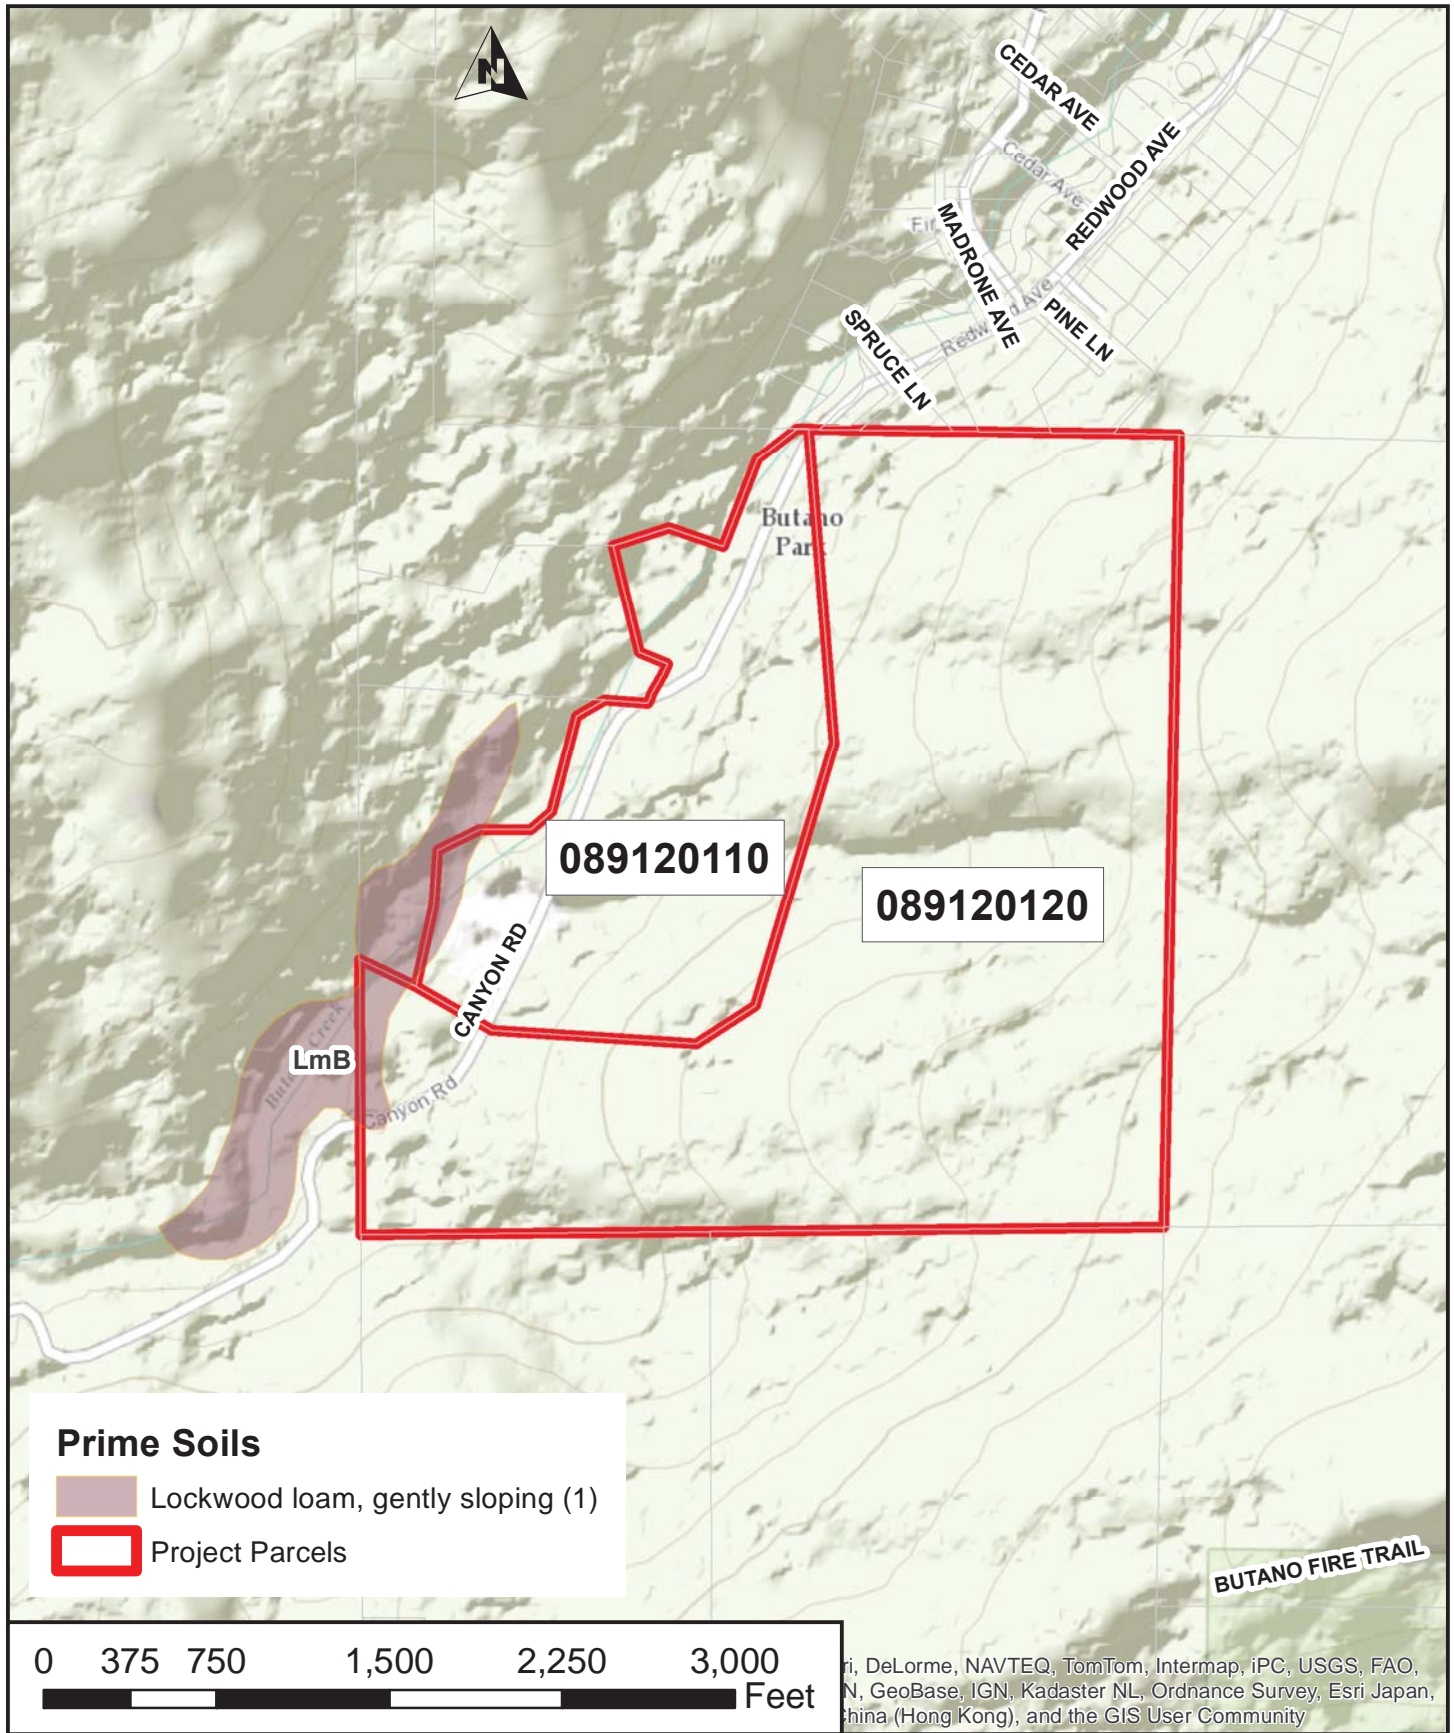 N
CEDAR AVE
Cedar Ave
REDWOOD AVE
Fir
MADRONE AVE
Ave
PINE LN
SPRUCE LN
Butano
Park
089120110
089120120
CANYON RD
Creek
LmB
Canyon Rd
Prime Soils
Lockwood loam, gently sloping (1)
Project Parcels
BUTANO FIRE TRAIL
0 375 750 1,500 2,250 3,000
Feet
ri, DeLorme, NAVTEQ, TomTom, Intermap, iPC, USGS, FAO,
N, GeoBase, IGN, Kadaster NL, Ordnance Survey, Esri Japan,
China (Hong Kong), and the GIS User Community